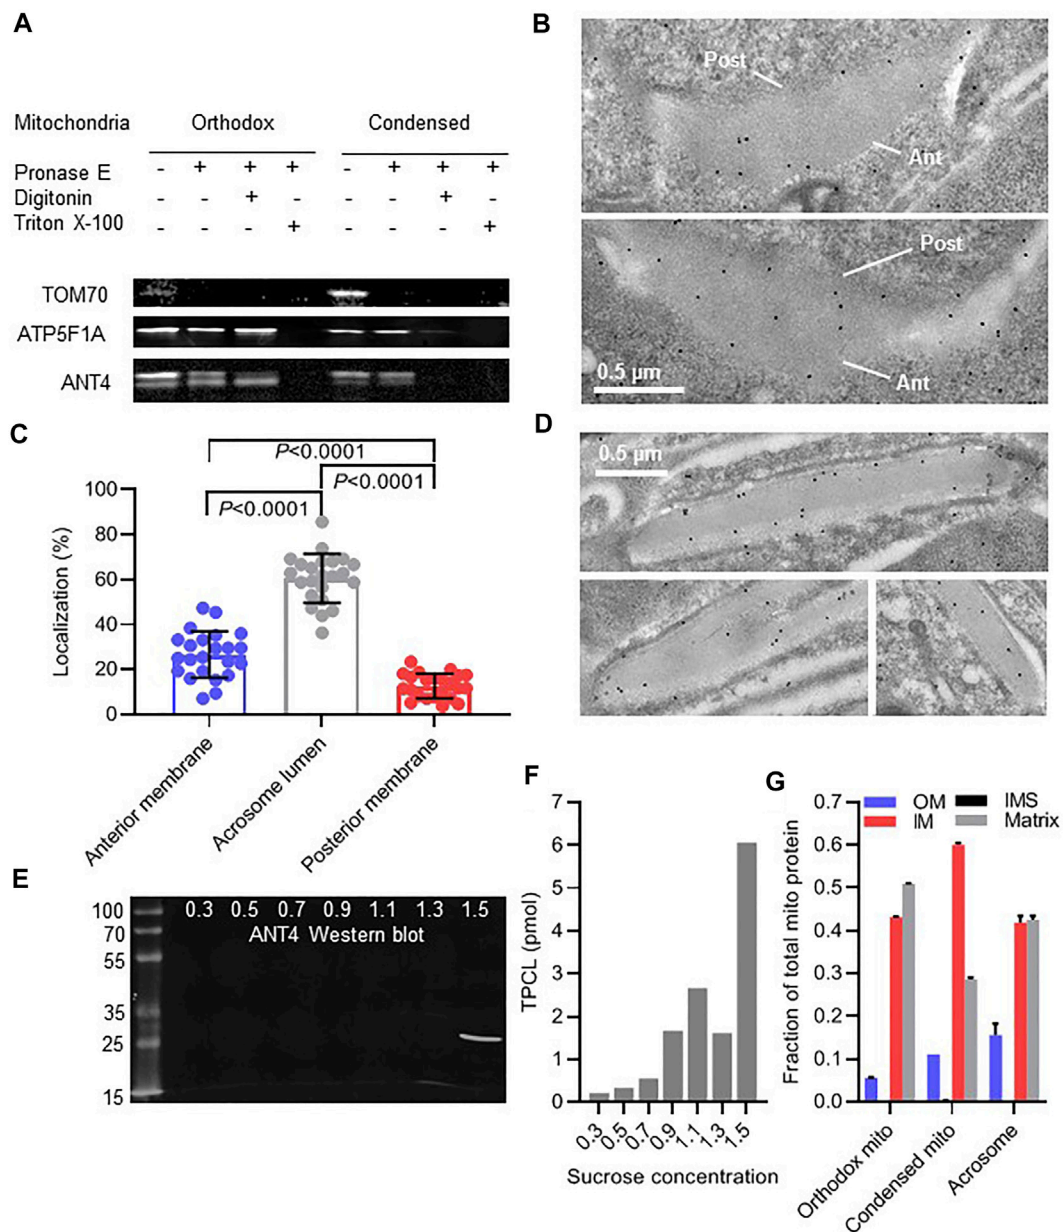 A
Mitochondria Orthodox Condensed
Pronase E - + + + - + + +
Digitonin - - + - - - + -
Triton X-100 - - - + - - - +
TOM70
ATP5F1A
ANT4
B
Post
Ant
Post
0.5 µm
Ant
C
P<0.0001
P<0.0001
P<0.0001
Localization (%)
100
80
60
40
20
0
Anterior membrane
Acrosome lumen
Posterior membrane
D
0.5 µm
E
100
70
55
35
25
15
0.3 0.5 0.7 0.9 1.1 1.3 1.5
ANT4 Western blot
F
TPCL (pmol)
7
6
5
4
3
2
1
0
0.3 0.5 0.7 0.9 1.1 1.3 1.5
Sucrose concentration
G
OM IMS
IM Matrix
Fraction of total mito protein
0.7
0.6
0.5
0.4
0.3
0.2
0.1
0.0
Orthodox mito
Condensed mito
Acrosome